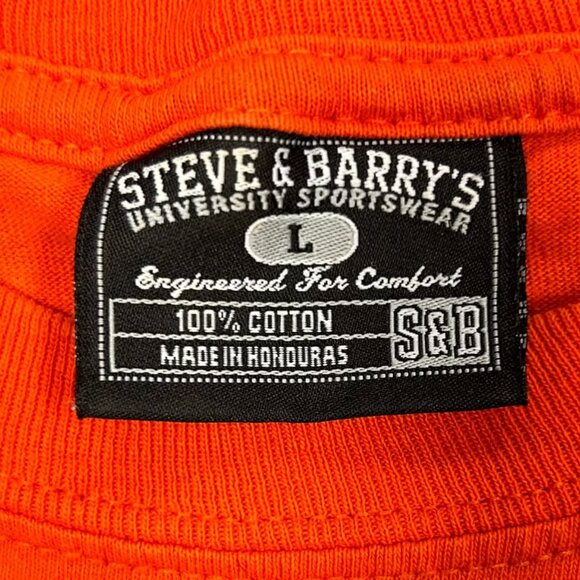 STEVE & BARRY'S
UNIVERSITY SPORTSWEAR
L
Engineered For Comfort
100% COTTON
MADE IN HONDURAS
S&B